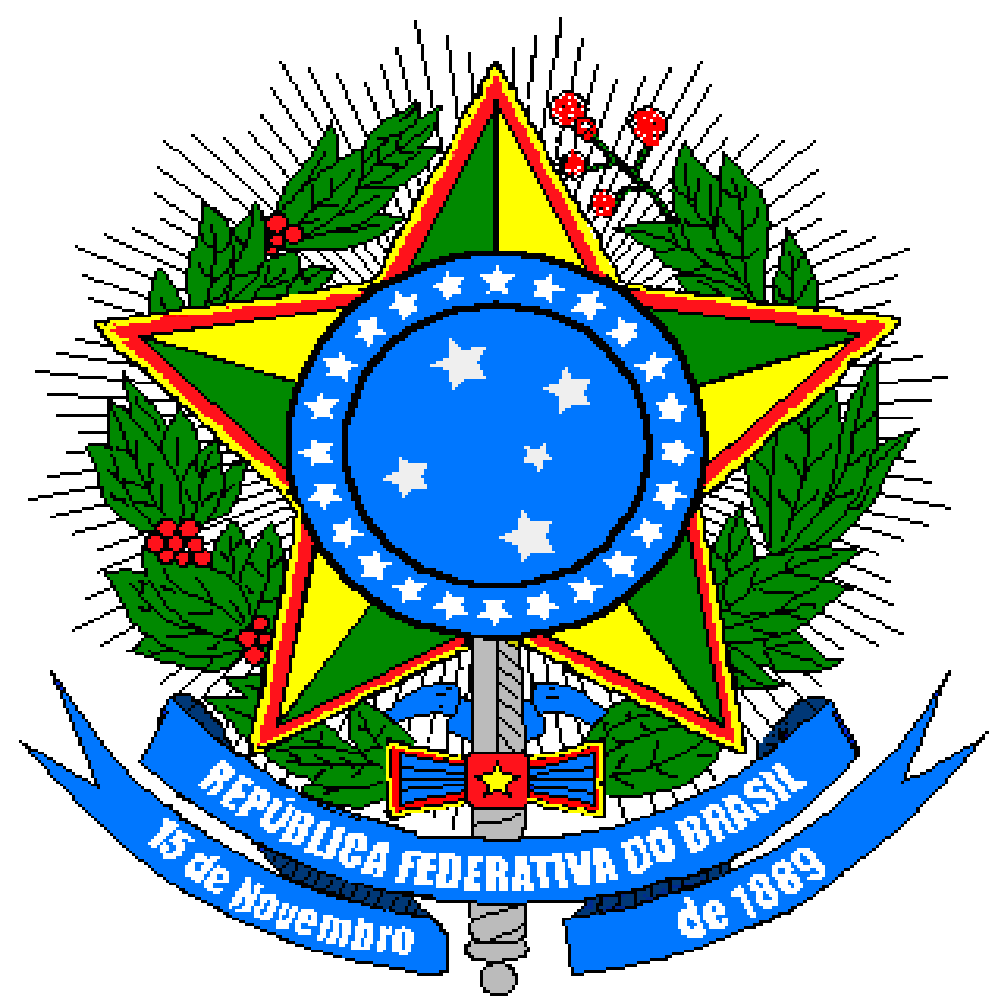 REPÚBLICA FEDERATIVA DO BRASIL
15 de Novembro
de 1889